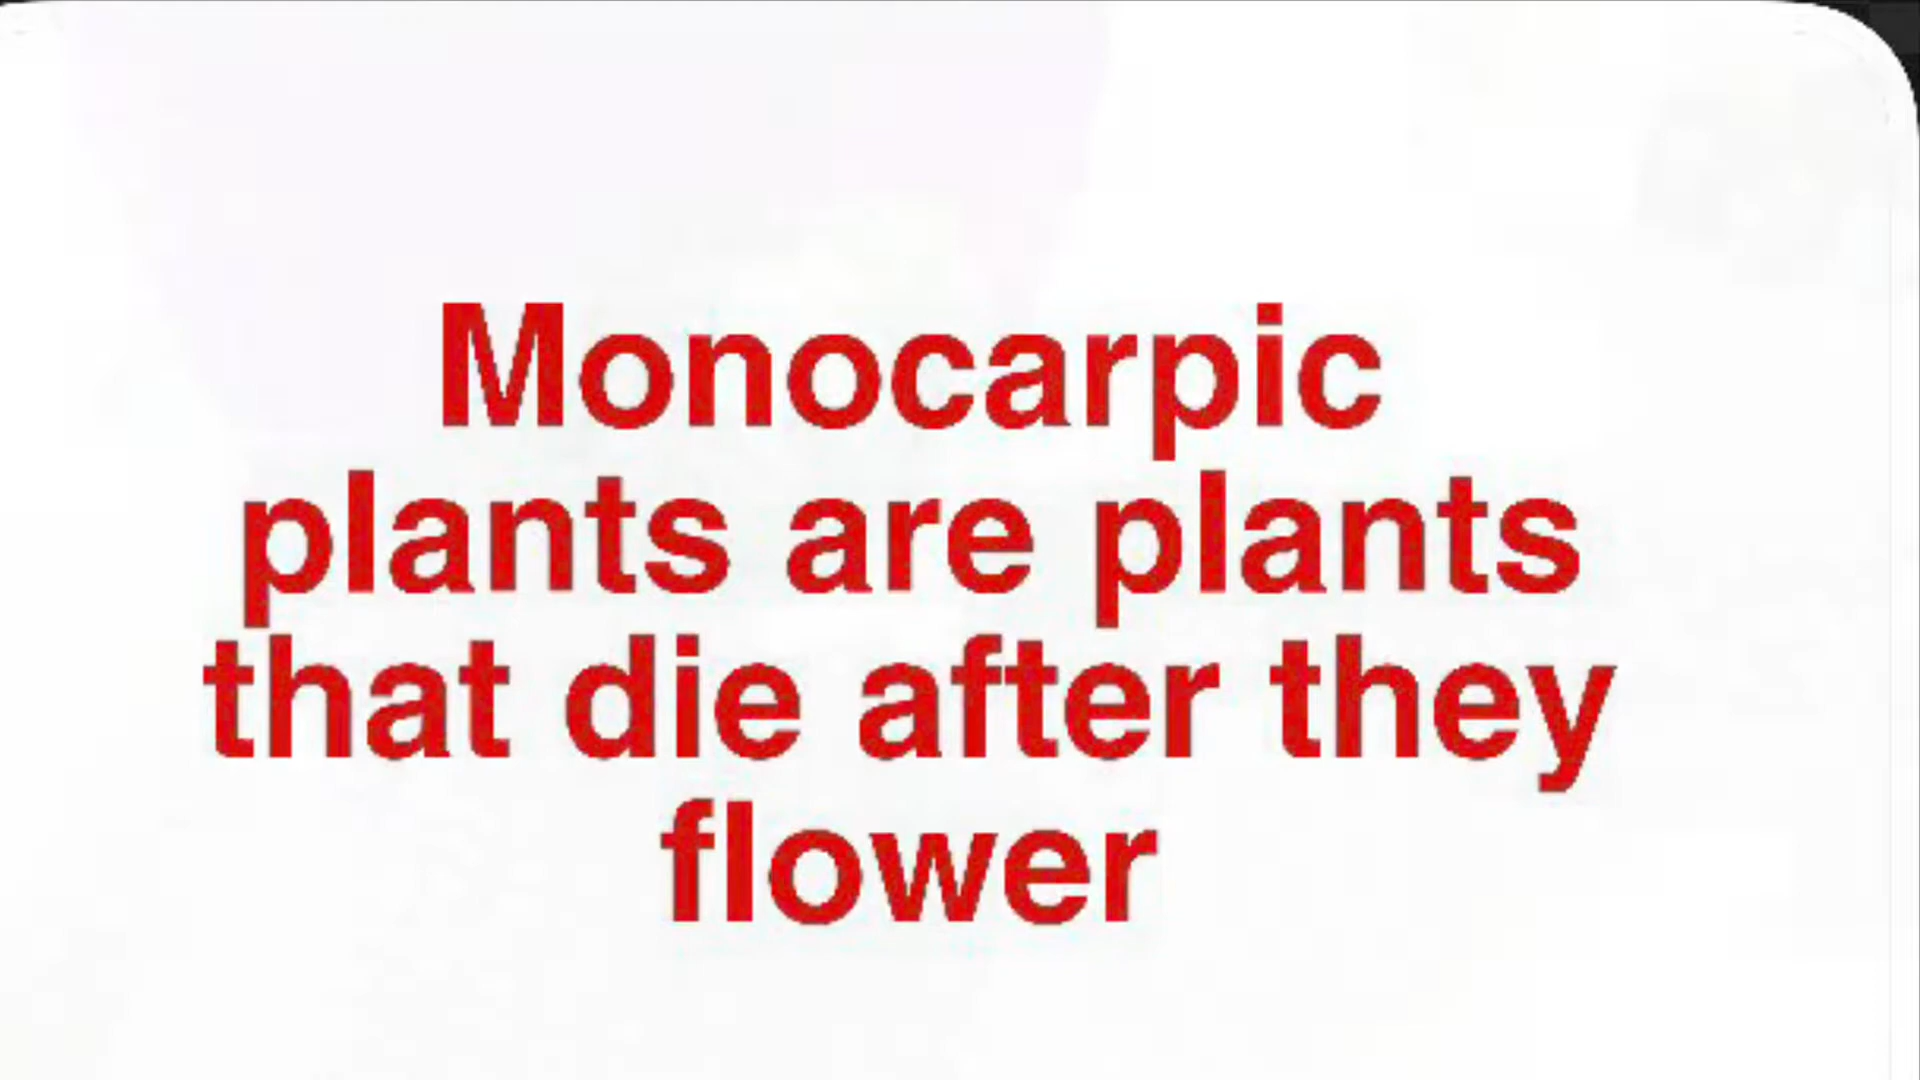 Monocarpic
plants are plants
that die after they
flower